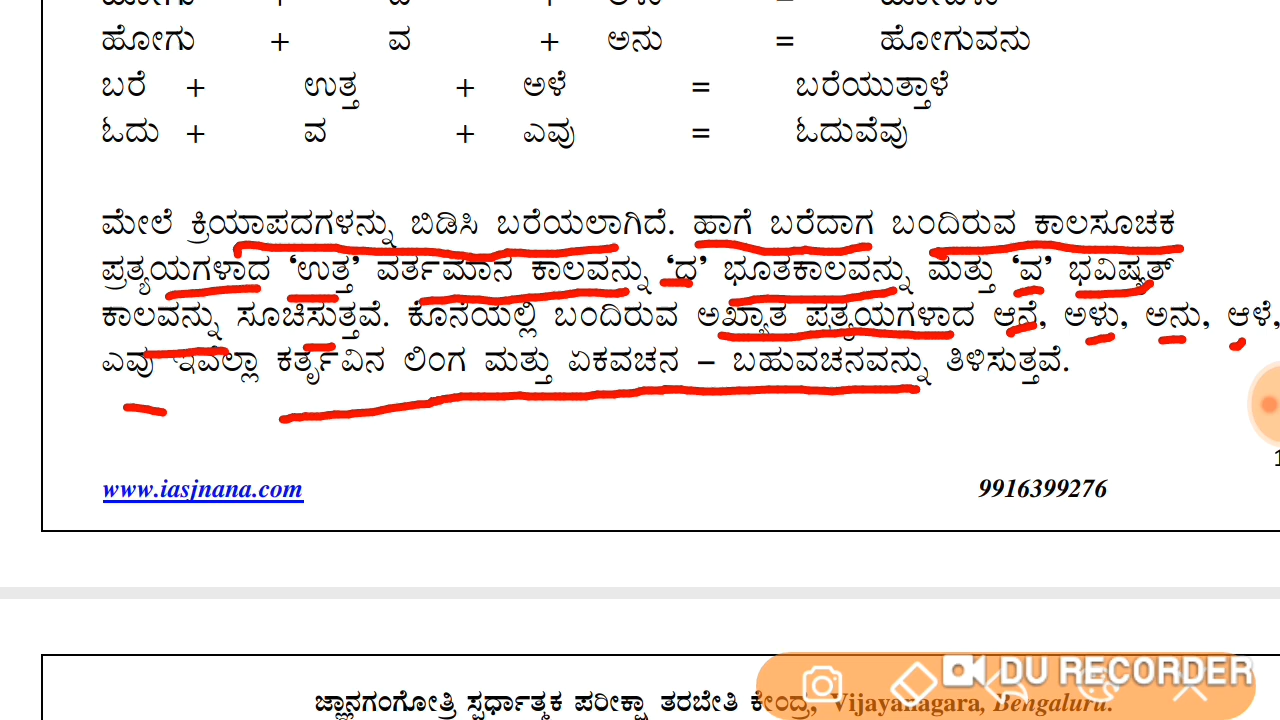 ಹೋಗು + ವ + ಅನು = ಹೋಗುವನು
ಬರೆ + ಉತ್ತ + ಅಳೆ = ಬರೆಯುತ್ತಾಳೆ
ಓದು + ವ + ಎವು = ಓದುವೆವು
ಮೇಲೆ ಕ್ರಿಯಾಪದಗಳನ್ನು ಬಿಡಿಸಿ ಬರೆಯಲಾಗಿದೆ. ಹಾಗೆ ಬರೆದಾಗ ಬಂದಿರುವ ಕಾಲಸೂಚಕ
ಪ್ರತ್ಯಯಗಳಾದ ‘ಉತ್ತ’ ವರ್ತಮಾನ ಕಾಲವನ್ನು ‘ಧ’ ಭೂತಕಾಲವನ್ನು ಮತ್ತು ‘ವ’ ಭವಿಷ್ಯತ್
ಕಾಲವನ್ನು ಸೂಚಿಸುತ್ತವೆ. ಕೊನೆಯಲ್ಲಿ ಬಂದಿರುವ ಅಖ್ಯಾತ ಪ್ರತ್ಯಯಗಳಾದ ಆನೆ, ಅಳು, ಅನು, ಆಳೆ,
ಎವು ಇವೆಲ್ಲಾ ಕರ್ತೃವಿನ ಲಿಂಗ ಮತ್ತು ಏಕವಚನ – ಬಹುವಚನವನ್ನು ತಿಳಿಸುತ್ತವೆ.
www.iasjnana.com 9916399276
ಜ್ಞಾನಗಂಗೋತ್ರಿ ಸ್ಪರ್ಧಾತ್ಮಕ ಪರೀಕ್ಷಾ ತರಬೇತಿ ಕೇಂದ್ರ, Vijayanagara, Bengaluru.
DU RECORDER